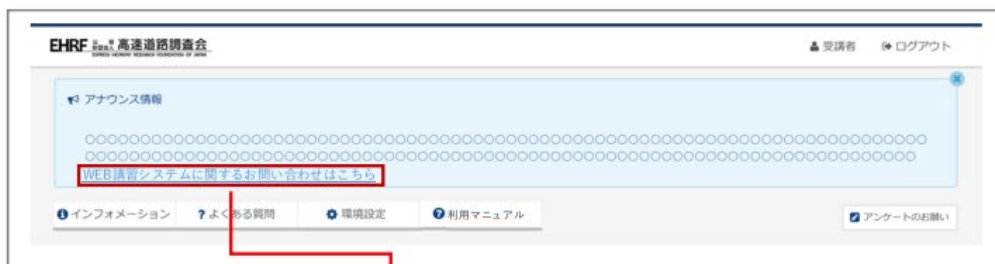 EHRF 高速道路調査会
受講者 ログアウト
アナウンス情報
〇〇〇〇〇〇〇〇〇〇〇〇〇〇〇〇〇〇〇〇〇〇〇〇〇〇〇〇〇〇〇〇〇〇〇〇〇〇〇〇〇〇〇〇〇〇〇〇〇〇〇〇〇〇〇〇〇〇〇〇〇
〇〇〇〇〇〇〇〇〇〇〇〇〇〇〇〇〇〇〇〇〇〇〇〇〇〇〇〇〇〇〇〇〇〇〇〇〇〇〇〇〇〇〇〇〇〇〇〇〇〇〇〇〇〇〇〇〇〇〇〇
WEB講習システムに関するお問い合わせはこちら
インフォメーション ?よくある質問 環境設定 利用マニュアル アンケートのお願い